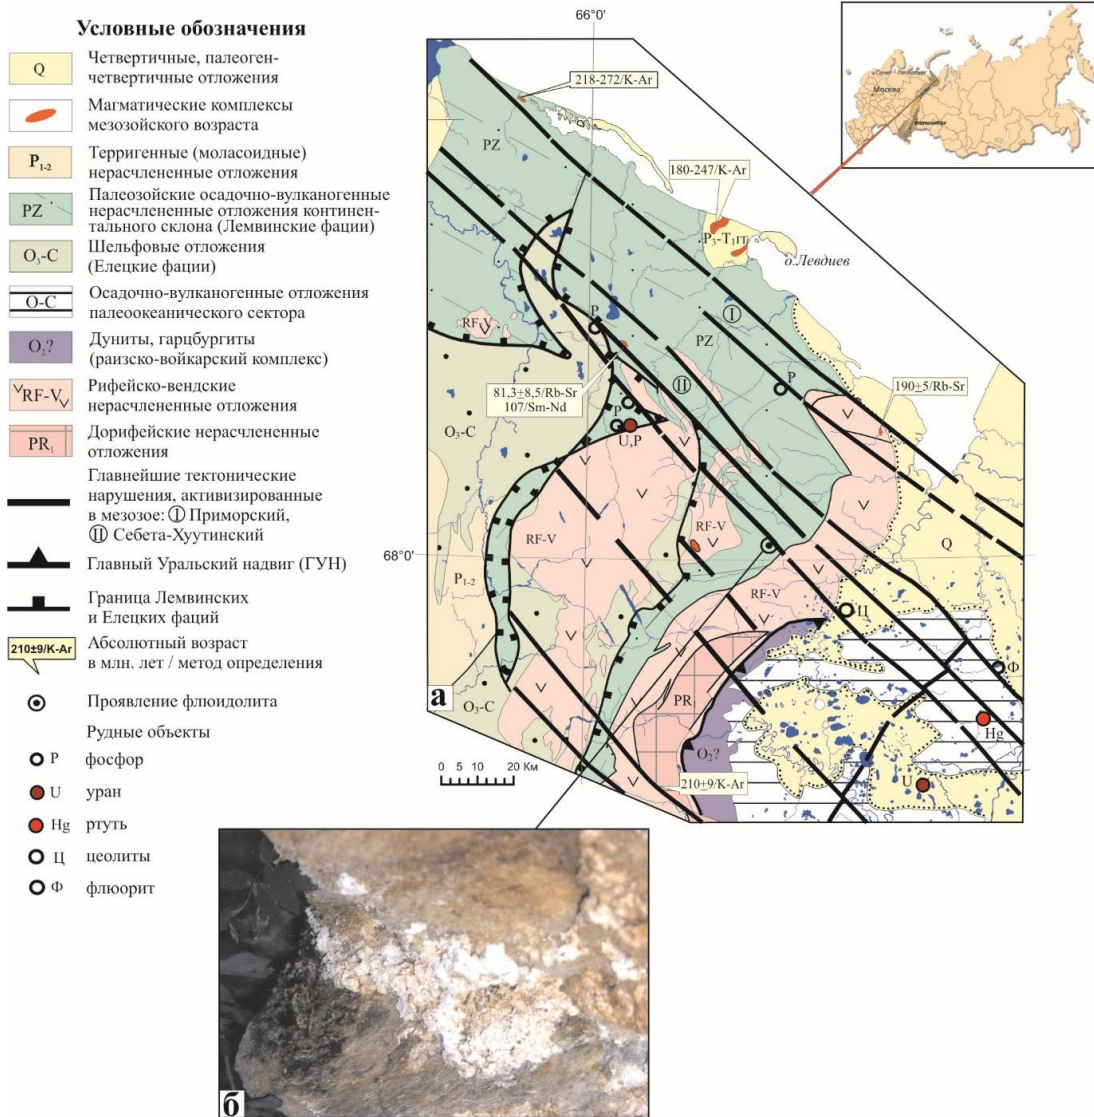 Условные обозначения
Q
Четвертичные, палеоген-
четвертичные отложения
Магматические комплексы
мезозойского возраста
P1-2
Терригенные (моласоидные)
нерасчлененные отложения
PZ
Палеозойские осадочно-вулканогенные
нерасчлененные отложения континен-
тального склона (Лемвинские фации)
O3-C
Шельфовые отложения
(Елецкие фации)
O-C
Осадочно-вулканогенные отложения
палеоокеанического сектора
O2?
Дуниты, гарцбургиты
(раизско-войкарский комплекс)
RF-V
Рифейско-вендские
нерасчлененные отложения
PR1
Дорифейские нерасчлененные
отложения
Главнейшие тектонические
нарушения, активизированные
в мезозое: I Приморский,
II Себета-Хуутинский
Главный Уральский надвиг (ГУН)
Граница Лемвинских
и Елецких фаций
210±9/K-Ar
Абсолютный возраст
в млн. лет / метод определения
Проявление флюидолита
Рудные объекты
P фосфор
U уран
Hg ртуть
Ц цеолиты
Ф флюорит
66°0'
218-272/K-Ar
PZ
180-247/K-Ar
P3-T1гг
о.Левдиев
I
P
RF-V
PZ
II
P
81,3±8,5/Rb-Sr
107/Sm-Nd
190±5/Rb-Sr
O3-C
P
P
U,P
RF-V
RF-V
Q
68°0'
P1-2
RF-V
Ц
Ф
а
O3-C
PR1
Hg
O2?
U
0 5 10 20 Км
210±9/K-Ar
Санкт-Петербург
Москва
Екатеринбург
б